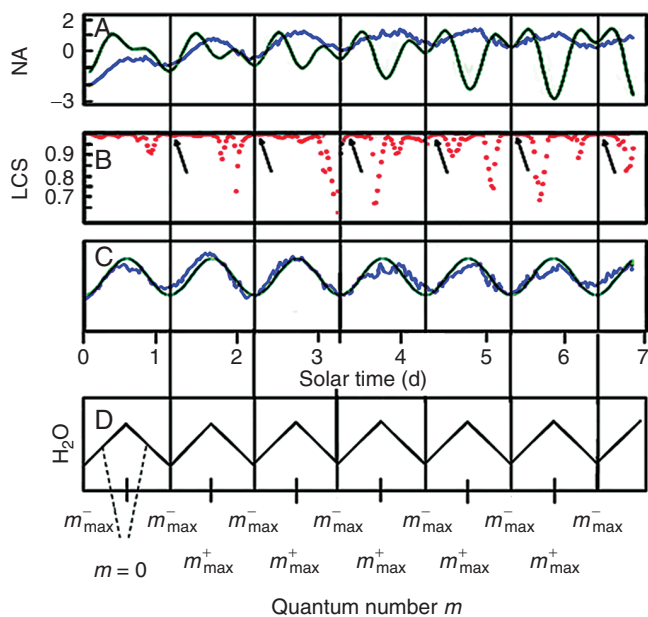 A
NA
2
0
−3
B
LCS
0.9
0.8
0.7
C
0 1 2 3 4 5 6 7
Solar time (d)
D
H₂O
m⁻max m⁻max m⁻max m⁻max m⁻max m⁻max m⁻max
m = 0 m⁺max m⁺max m⁺max m⁺max m⁺max
Quantum number m